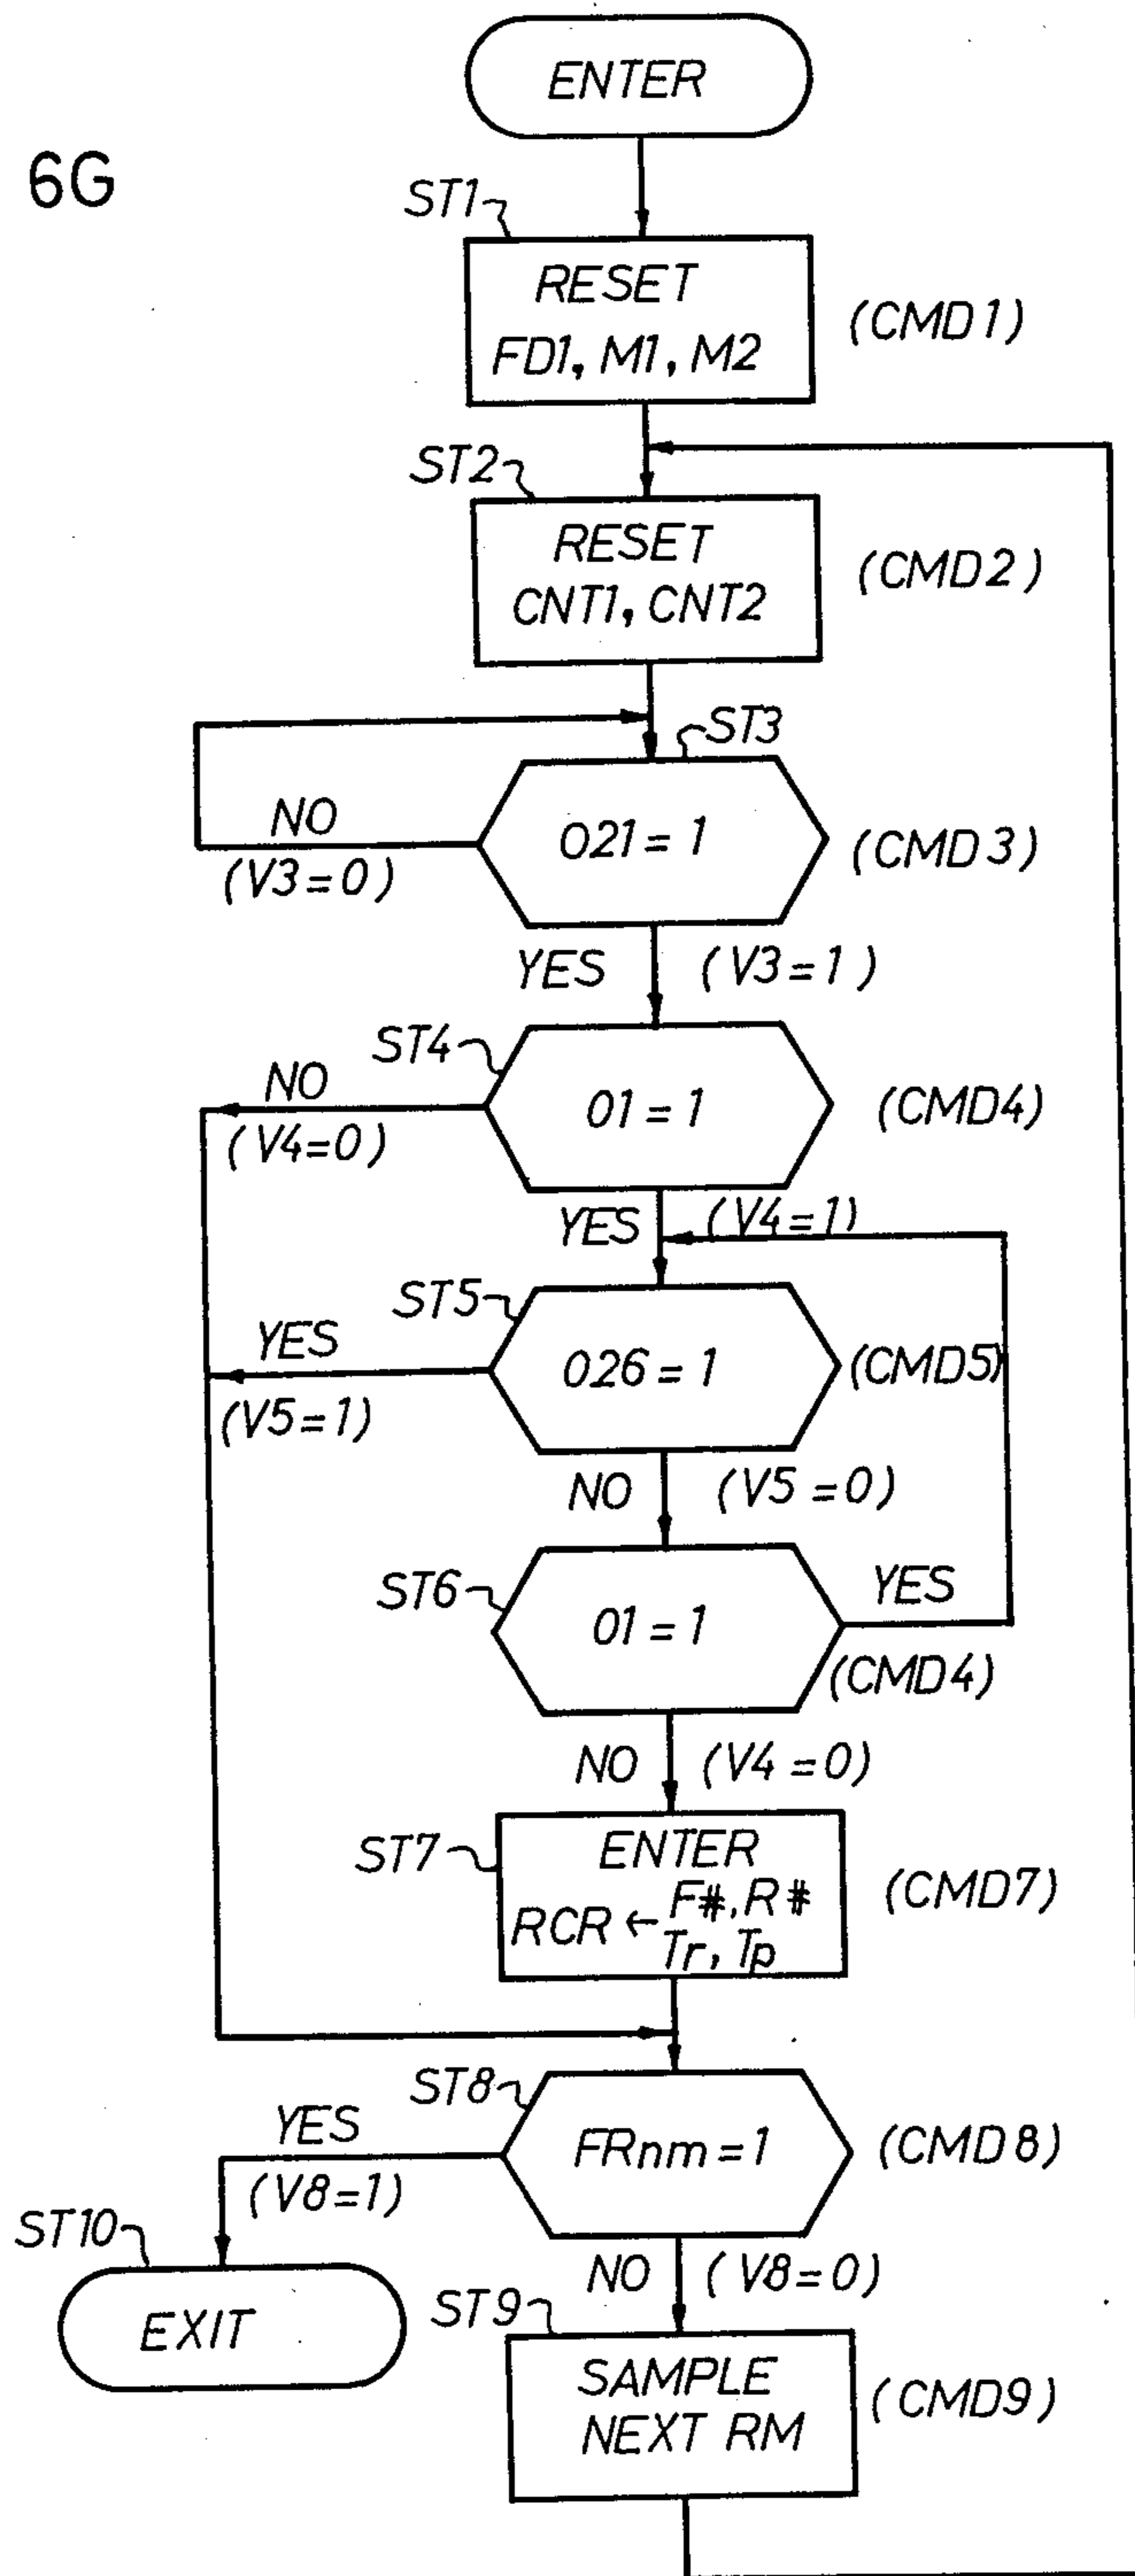 ENTER
6G
ST1
RESET
FD1, M1, M2
(CMD1)
ST2
RESET
CNT1, CNT2
(CMD2)
ST3
NO
(V3=0)
021 = 1
(CMD3)
YES (V3=1)
ST4
NO
(V4=0)
01 = 1
(CMD4)
YES (V4=1)
ST5
YES
(V5=1)
026 = 1
(CMD5)
NO (V5=0)
ST6
01 = 1
YES
(CMD4)
NO (V4=0)
ST7
ENTER
RCR ← F#, R#
Tr, Tp
(CMD7)
ST8
YES
(V8=1)
FRnm = 1
(CMD8)
ST10
EXIT
NO (V8=0)
ST9
SAMPLE
NEXT RM
(CMD9)